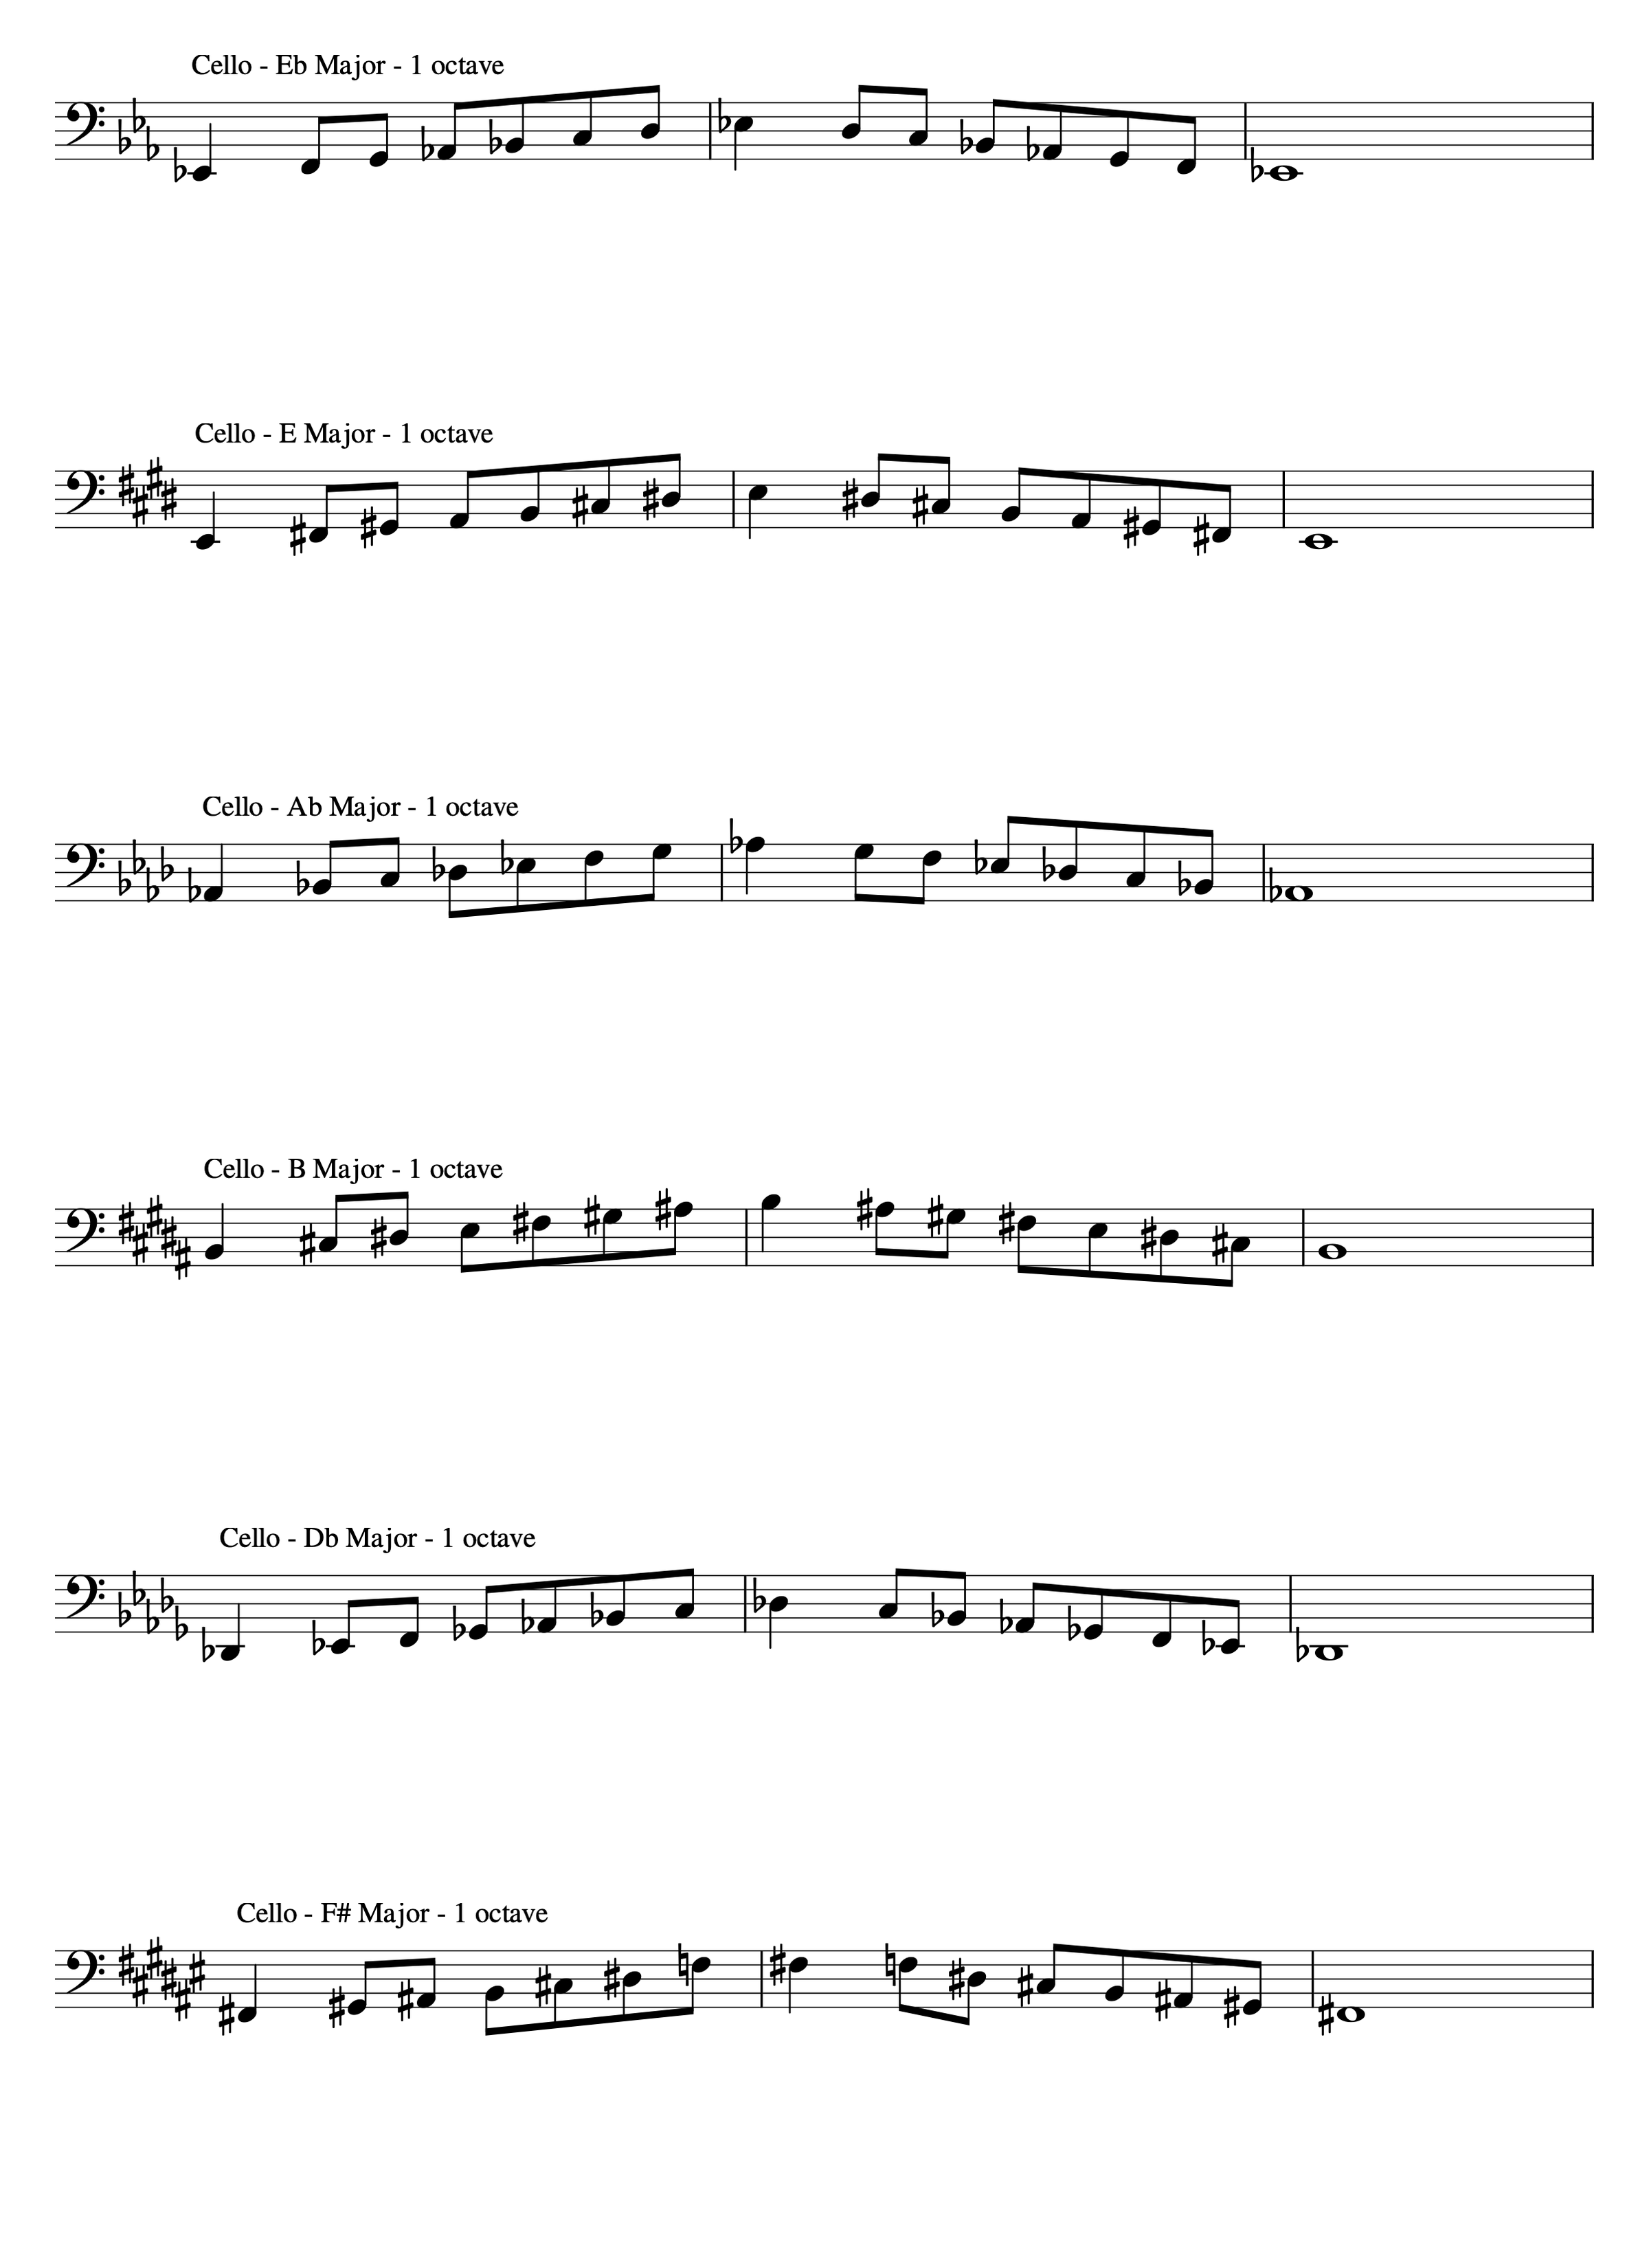 Cello - Eb Major - 1 octave
Cello - E Major - 1 octave
Cello - Ab Major - 1 octave
Cello - B Major - 1 octave
Cello - Db Major - 1 octave
Cello - F# Major - 1 octave